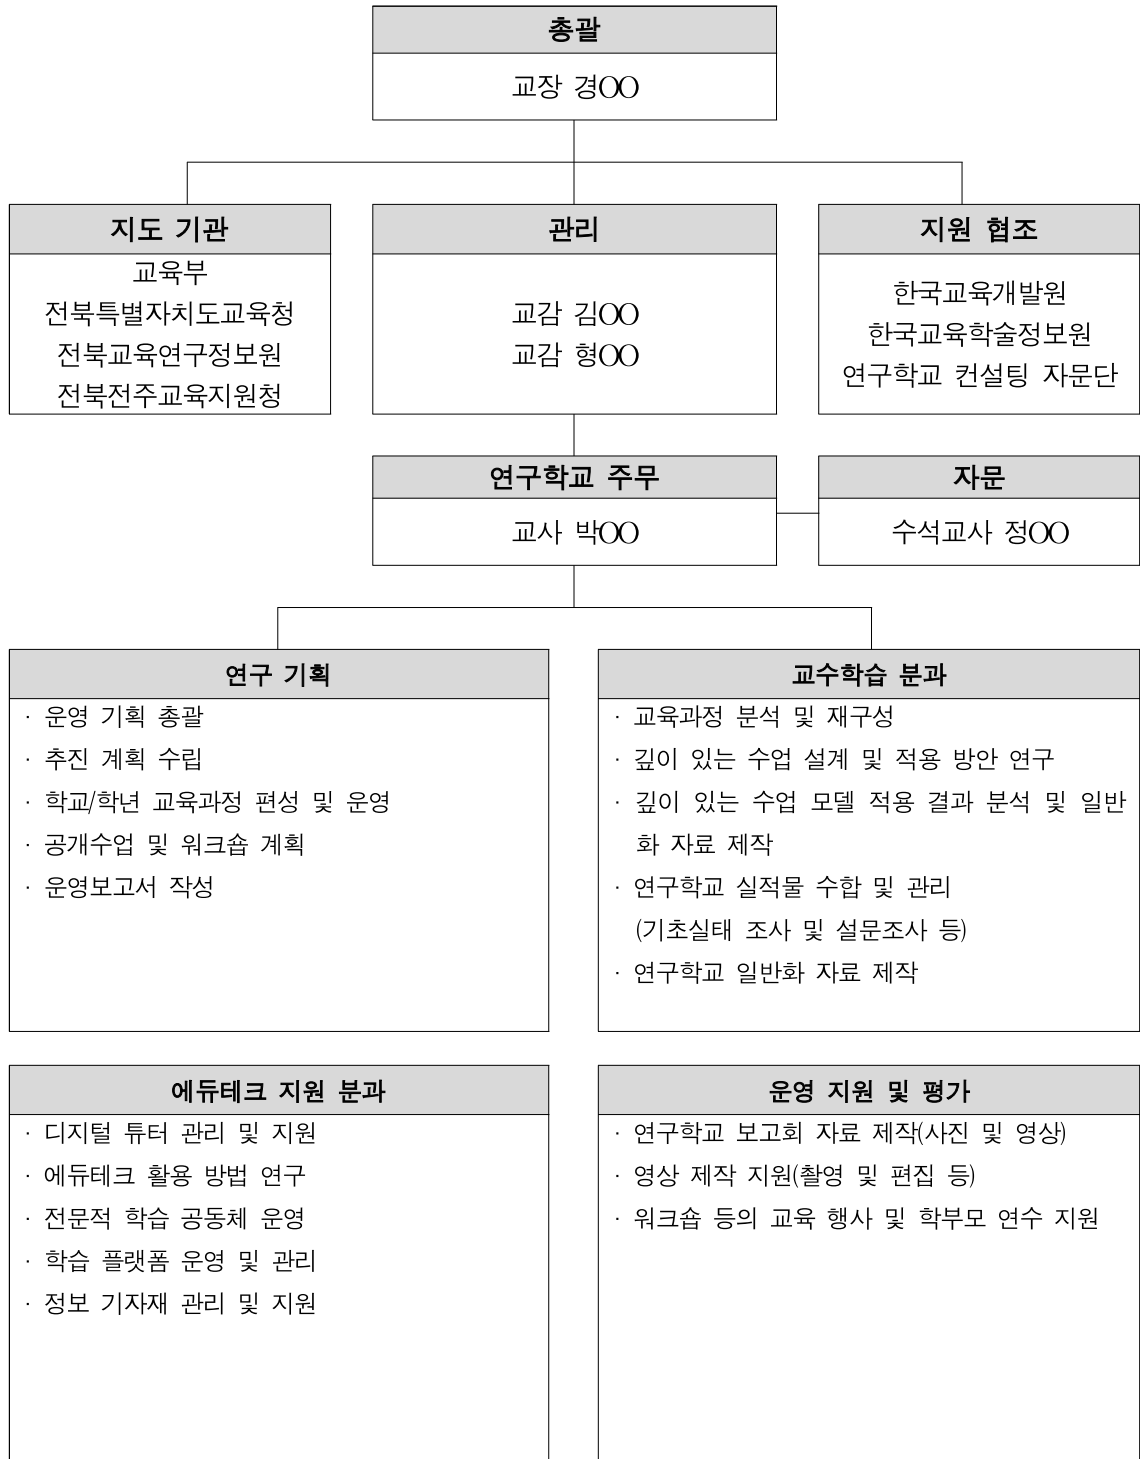 총괄
교장 경○○
지도 기관
교육부
전북특별자치도교육청
전북교육연구정보원
전북전주교육지원청
관리
교감 김○○
교감 형○○
지원 협조
한국교육개발원
한국교육학술정보원
연구학교 컨설팅 자문단
연구학교 주무
교사 박○○
자문
수석교사 정○○
연구 기획
· 운영 기획 총괄
· 추진 계획 수립
· 학교/학년 교육과정 편성 및 운영
· 공개수업 및 워크숍 계획
· 운영보고서 작성
교수학습 분과
· 교육과정 분석 및 재구성
· 깊이 있는 수업 설계 및 적용 방안 연구
· 깊이 있는 수업 모델 적용 결과 분석 및 일반
화 자료 제작
· 연구학교 실적물 수합 및 관리
(기초실태 조사 및 설문조사 등)
· 연구학교 일반화 자료 제작
에듀테크 지원 분과
· 디지털 튜터 관리 및 지원
· 에듀테크 활용 방법 연구
· 전문적 학습 공동체 운영
· 학습 플랫폼 운영 및 관리
· 정보 기자재 관리 및 지원
운영 지원 및 평가
· 연구학교 보고회 자료 제작(사진 및 영상)
· 영상 제작 지원(촬영 및 편집 등)
· 워크숍 등의 교육 행사 및 학부모 연수 지원